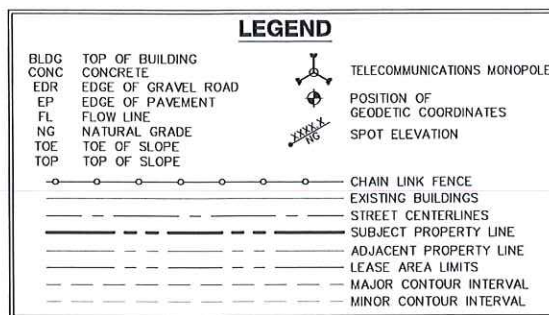 LEGEND
BLDG TOP OF BUILDING
CONC CONCRETE
EDR EDGE OF GRAVEL ROAD
EP EDGE OF PAVEMENT
FL FLOW LINE
NG NATURAL GRADE
TOE TOE OF SLOPE
TOP TOP OF SLOPE
TELECOMMUNICATIONS MONOPOLE
POSITION OF
GEODETIC COORDINATES
XXXX.X
NG
SPOT ELEVATION
CHAIN LINK FENCE
EXISTING BUILDINGS
STREET CENTERLINES
SUBJECT PROPERTY LINE
ADJACENT PROPERTY LINE
LEASE AREA LIMITS
MAJOR CONTOUR INTERVAL
MINOR CONTOUR INTERVAL